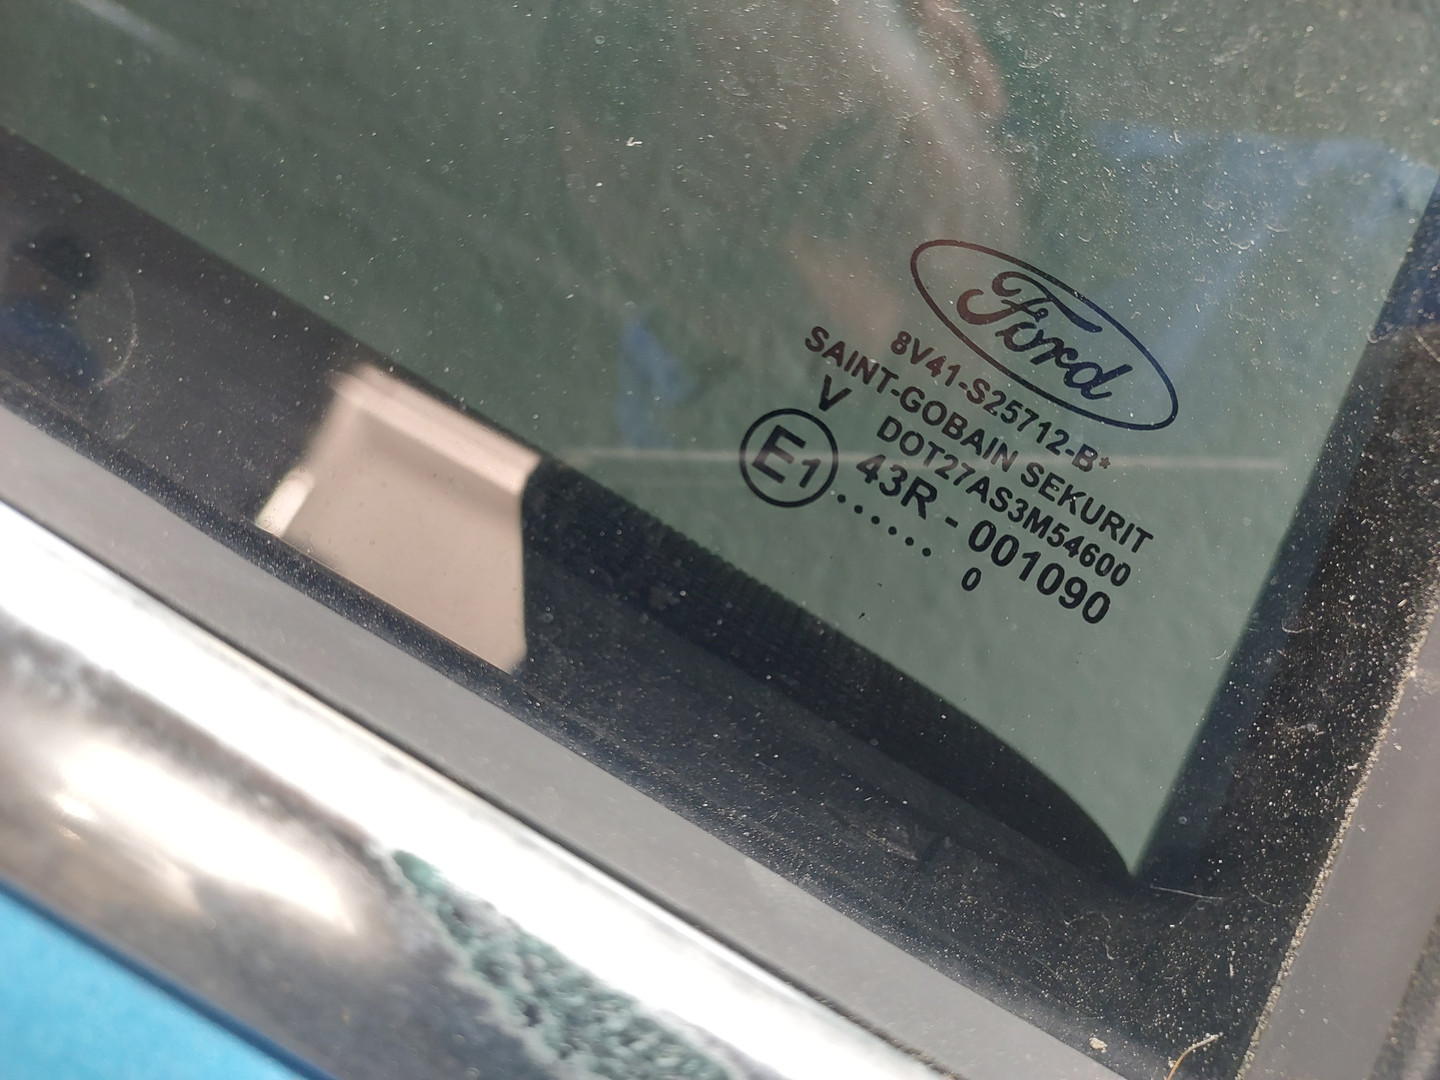 Ford
8V41-S25712-B*
SAINT-GOBAIN SEKURIT
V DOT27AS3M54600
E1 43R - 001090
...... 0